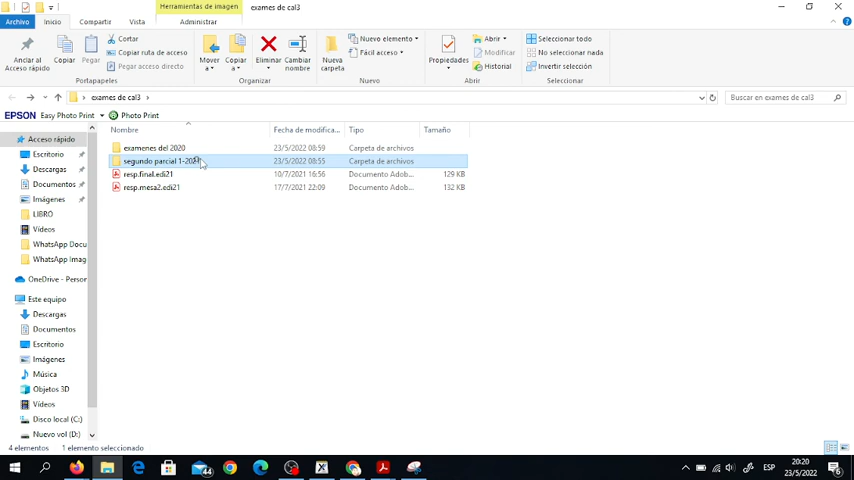 Herramientas de imagen
exames de cal3
Archivo
Inicio
Compartir
Vista
Administrar
Anclar al
Acceso rápido
Copiar
Pegar
Cortar
Copiar ruta de acceso
Pegar acceso directo
Portapapeles
Mover
a
Copiar
a
Eliminar
Cambiar
nombre
Organizar
Nueva
carpeta
Nuevo elemento
Fácil acceso
Nuevo
Propiedades
Abrir
Modificar
Historial
Abrir
Seleccionar todo
No seleccionar nada
Invertir selección
Seleccionar
exames de cal3
Buscar en exames de cal3
EPSON Easy Photo Print
Photo Print
Nombre
Fecha de modifica...
Tipo
Tamaño
examenes del 2020
23/5/2022 08:59
Carpeta de archivos
segundo parcial 1-2021
23/5/2022 08:55
Carpeta de archivos
resp.final.edi21
10/7/2021 16:56
Documento Adob...
129 KB
resp.mesa2.edi21
17/7/2021 22:09
Documento Adob...
132 KB
Acceso rápido
Escritorio
Descargas
Documentos
Imágenes
LIBRO
Vídeos
WhatsApp Docu
WhatsApp Imag
OneDrive - Person
Este equipo
Descargas
Documentos
Escritorio
Imágenes
Música
Objetos 3D
Vídeos
Disco local (C:)
Nuevo vol (D:)
4 elementos
1 elemento seleccionado
44
ESP
20:20
23/5/2022
6